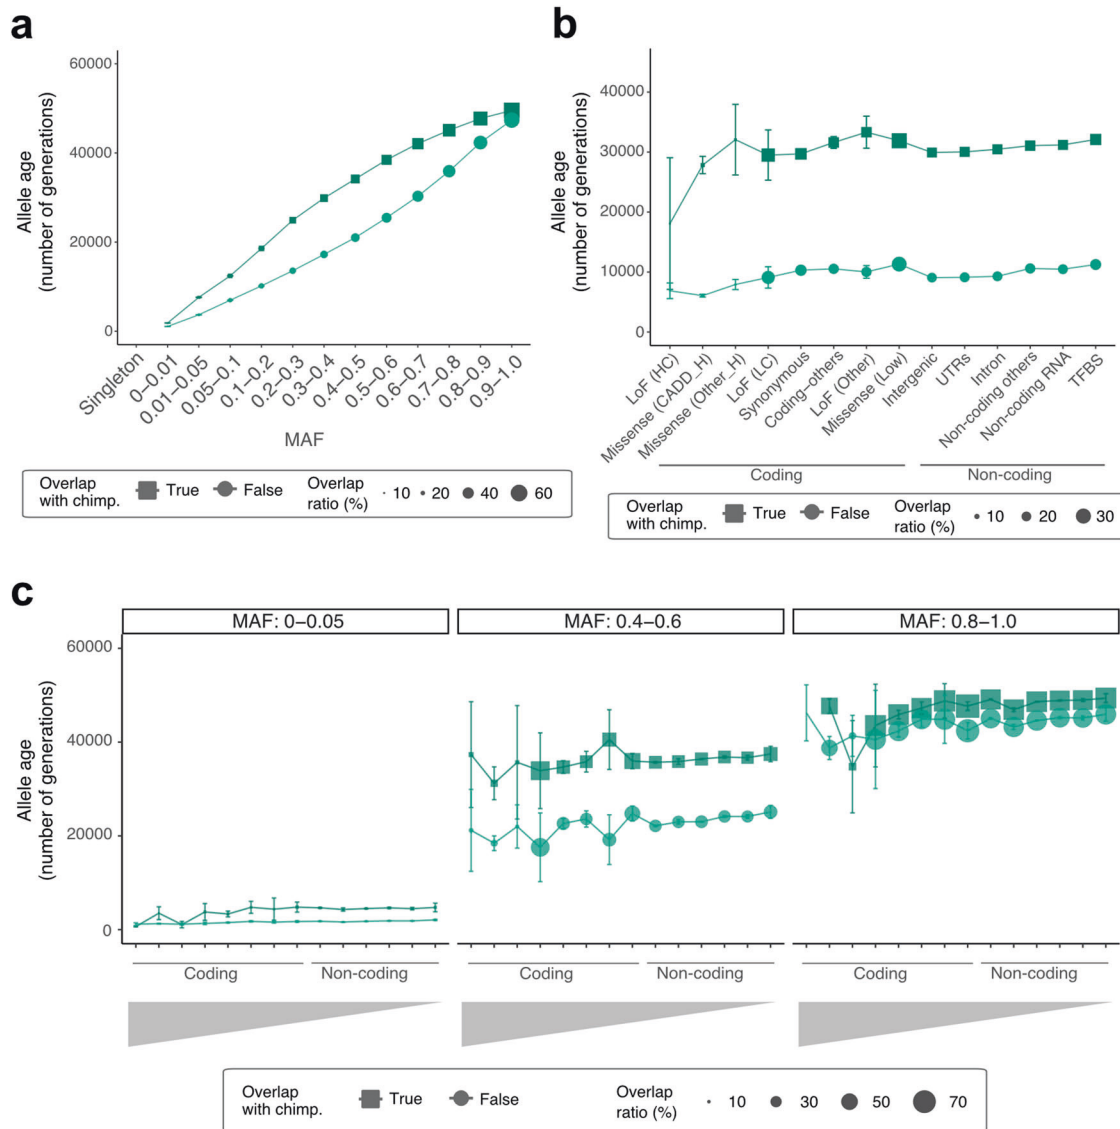 a
60000
40000
20000
0
Allele age
(number of generations)
Singleton
0–0.01
0.01–0.05
0.05–0.1
0.1–0.2
0.2–0.3
0.3–0.4
0.4–0.5
0.5–0.6
0.6–0.7
0.7–0.8
0.8–0.9
0.9–1.0
MAF
Overlap
with chimp.
True
False
Overlap
ratio (%)
10
20
40
60
b
40000
30000
20000
10000
0
Allele age
(number of generations)
LoF (HC)
Missense (CADD_H)
Missense (Other_H)
LoF (LC)
Synonymous
Coding–others
LoF (Other)
Missense (Low)
Intergenic
UTRs
Intron
Non-coding others
Non-coding RNA
TFBS
Coding
Non-coding
Overlap
with chimp.
True
False
Overlap
ratio (%)
10
20
30
c
MAF: 0–0.05
MAF: 0.4–0.6
MAF: 0.8–1.0
60000
40000
20000
0
Allele age
(number of generations)
Coding
Non-coding
Coding
Non-coding
Coding
Non-coding
Overlap
with chimp.
True
False
Overlap
ratio (%)
10
30
50
70